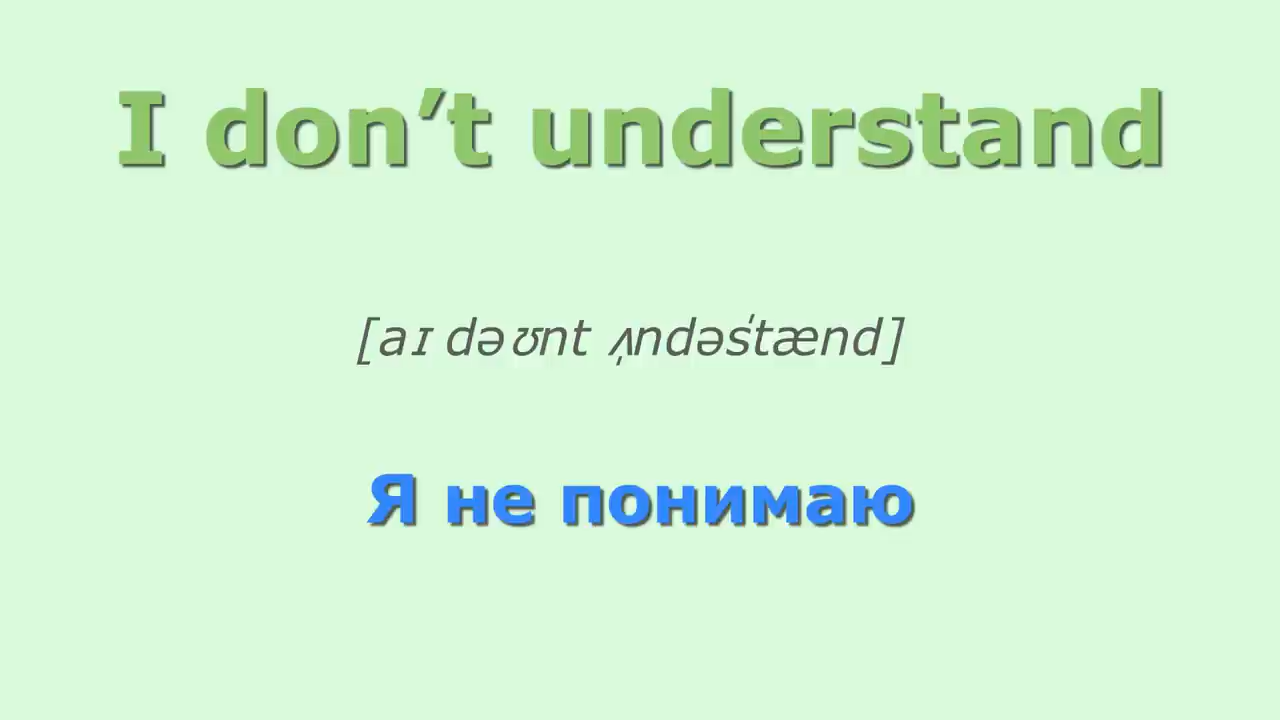 I don’t understand
[aɪ dəʊnt ˌʌndəˈstænd]
Я не понимаю